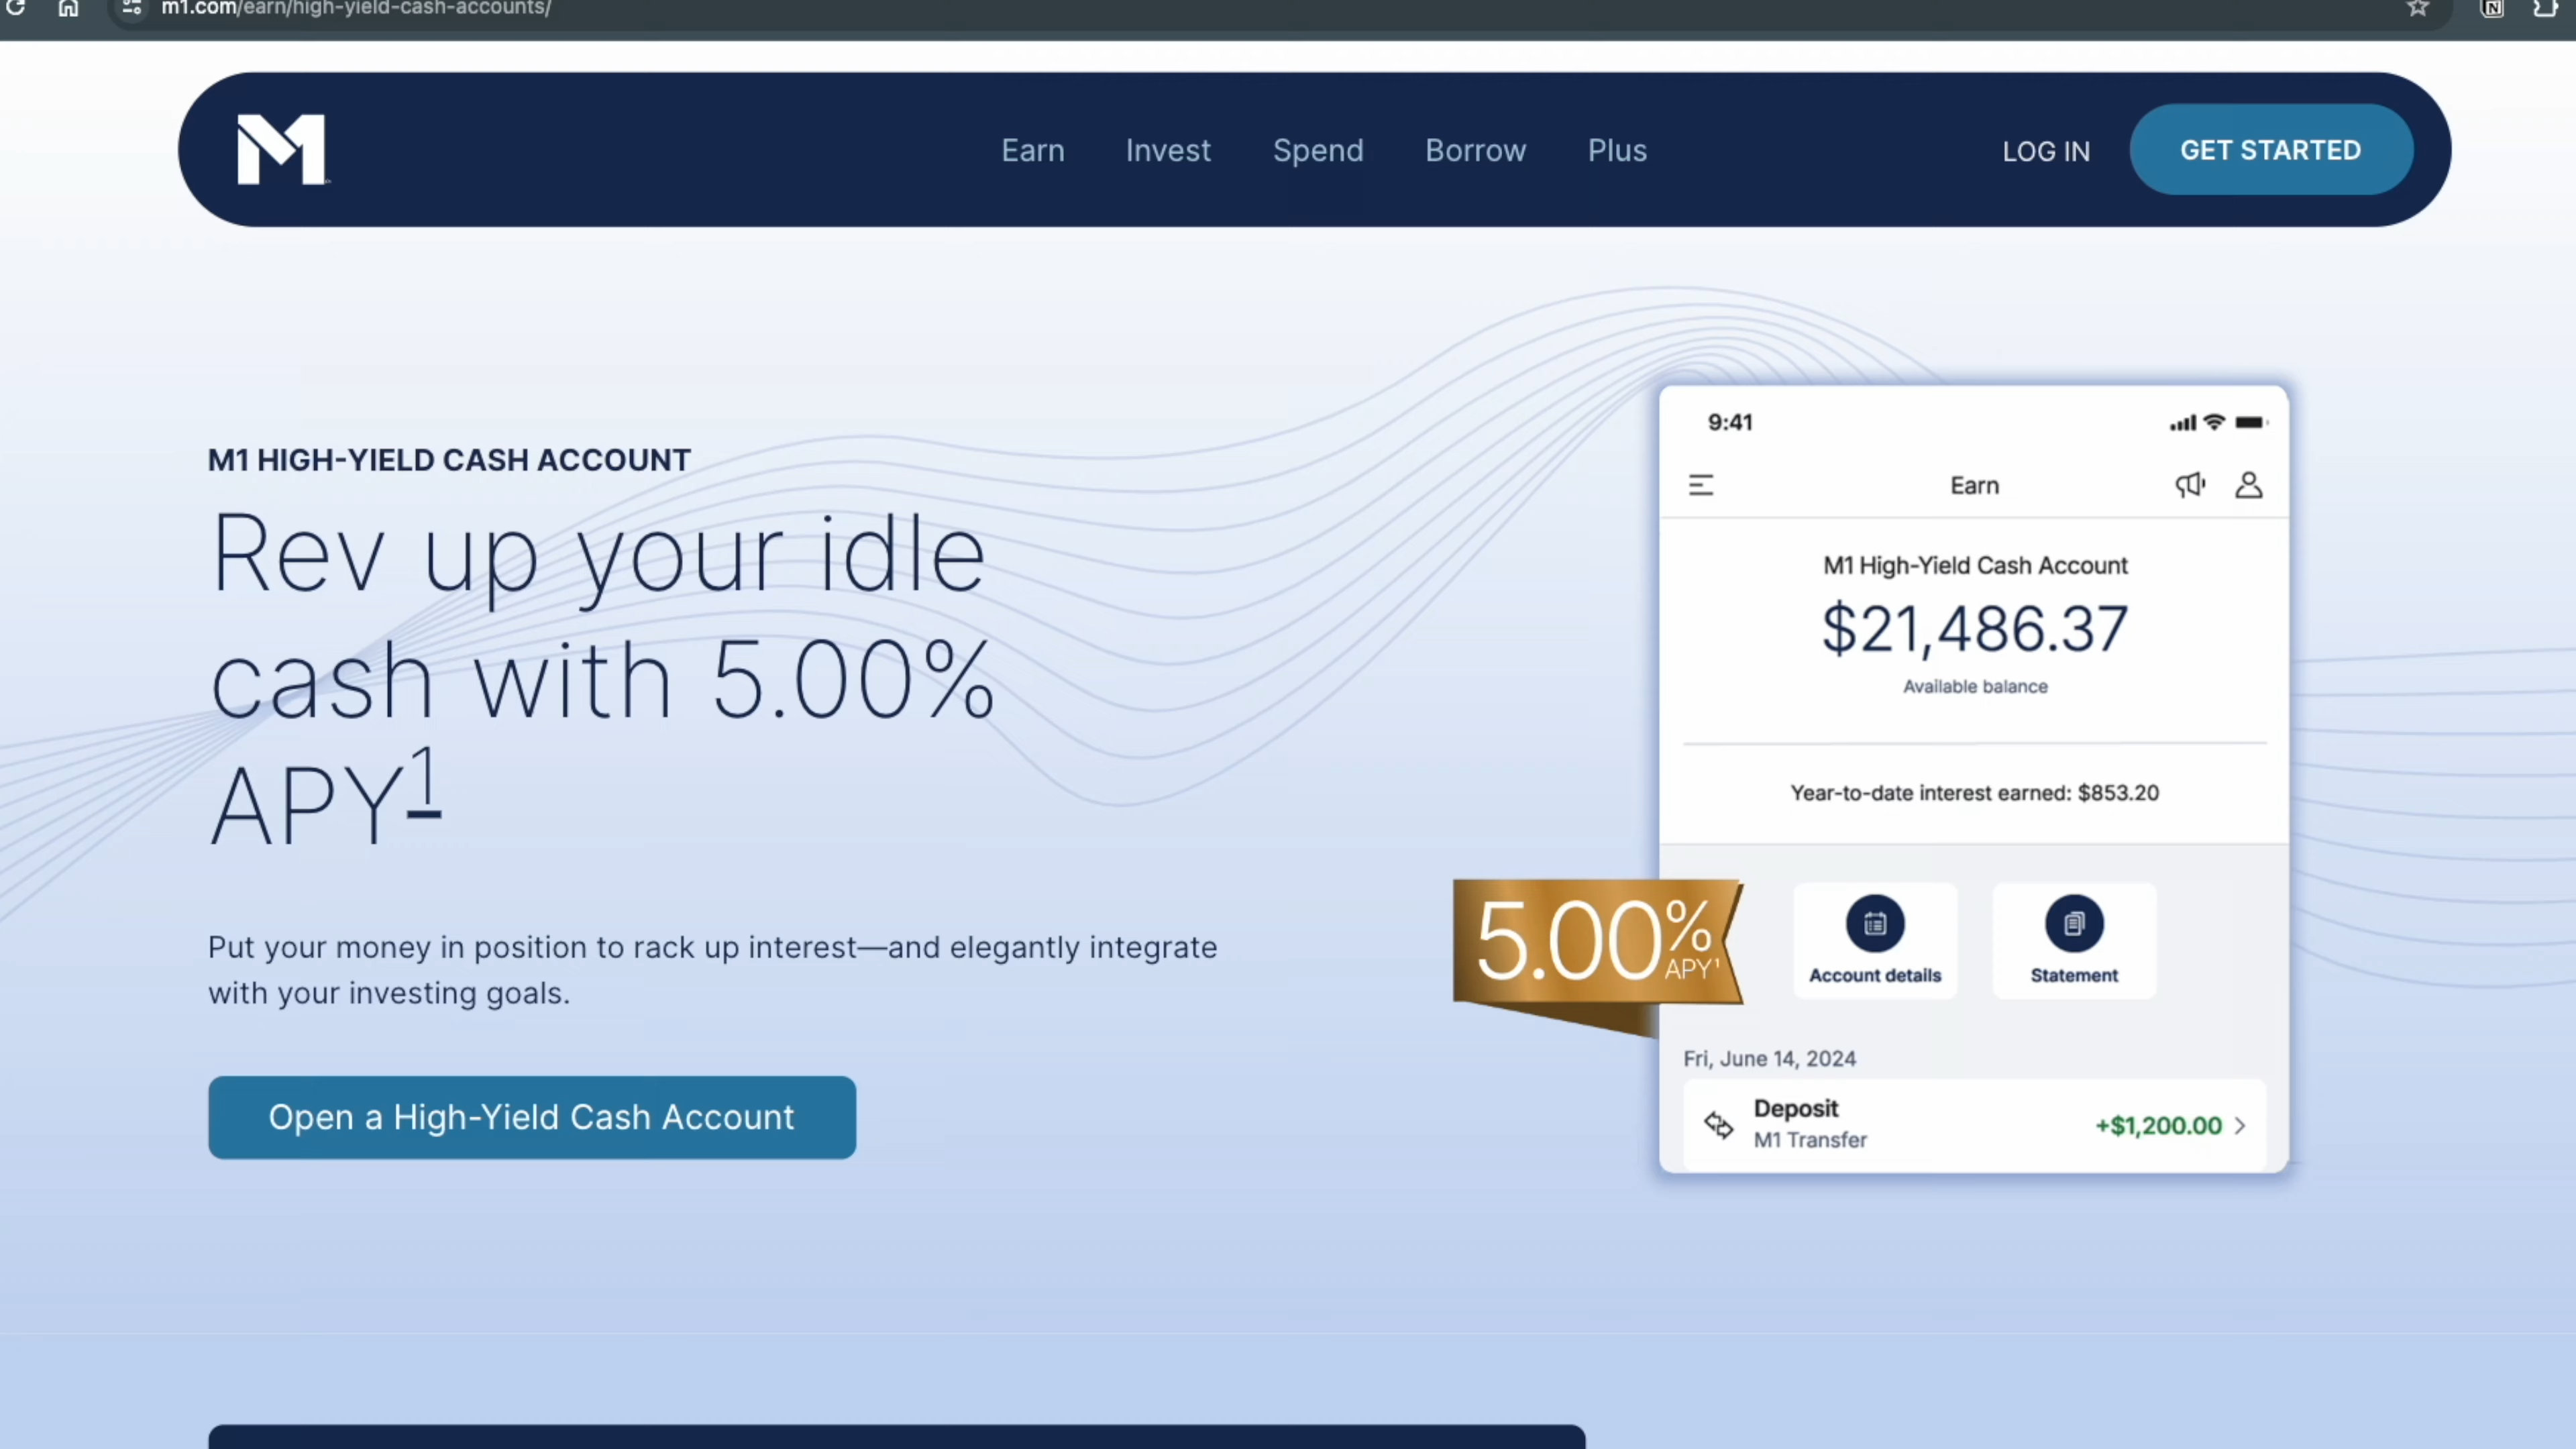 m1.com/earn/high-yield-cash-accounts/
M1
Earn Invest Spend Borrow Plus
LOG IN
GET STARTED
M1 HIGH-YIELD CASH ACCOUNT
Rev up your idle
cash with 5.00%
APY1
Put your money in position to rack up interest—and elegantly integrate
with your investing goals.
Open a High-Yield Cash Account
9:41
Earn
M1 High-Yield Cash Account
$21,486.37
Available balance
Year-to-date interest earned: $853.20
5.00%
APY1
Account details
Statement
Fri, June 14, 2024
Deposit
M1 Transfer
+$1,200.00